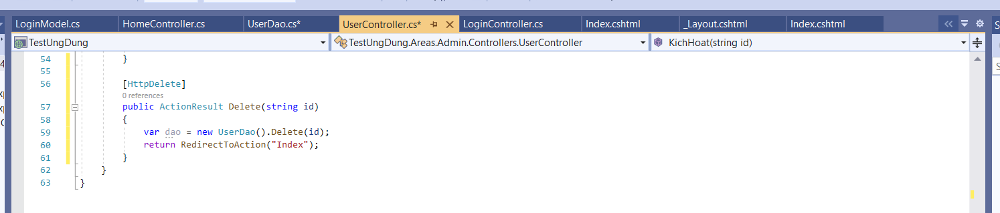 LoginModel.cs HomeController.cs UserDao.cs* UserController.cs* LoginController.cs Index.cshtml _Layout.cshtml Index.cshtml
TestUngDung TestUngDung.Areas.Admin.Controllers.UserController KichHoat(string id)
54 }
55
56 [HttpDelete]
0 references
57 public ActionResult Delete(string id)
58 {
59 var dao = new UserDao().Delete(id);
60 return RedirectToAction("Index");
61 }
62 }
63 }